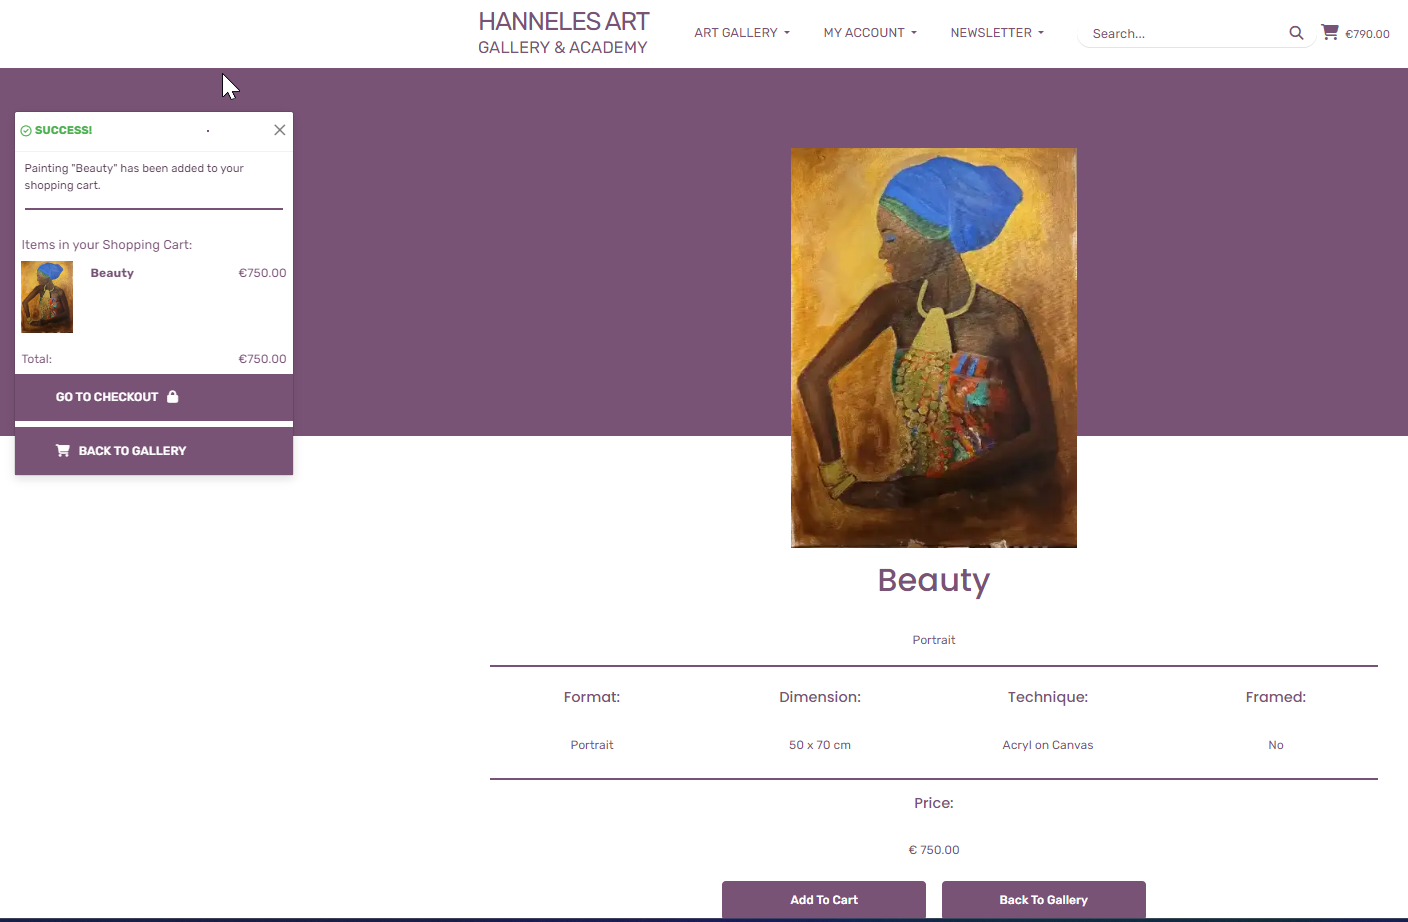 HANNELES ART
GALLERY & ACADEMY
ART GALLERY
MY ACCOUNT
NEWSLETTER
Search...
€790.00
SUCCESS!
Painting "Beauty" has been added to your
shopping cart.
Items in your Shopping Cart:
Beauty €750.00
Total: €750.00
GO TO CHECKOUT
BACK TO GALLERY
Beauty
Portrait
Format: Dimension: Technique: Framed:
Portrait 50 x 70 cm Acryl on Canvas No
Price:
€ 750.00
Add To Cart Back To Gallery